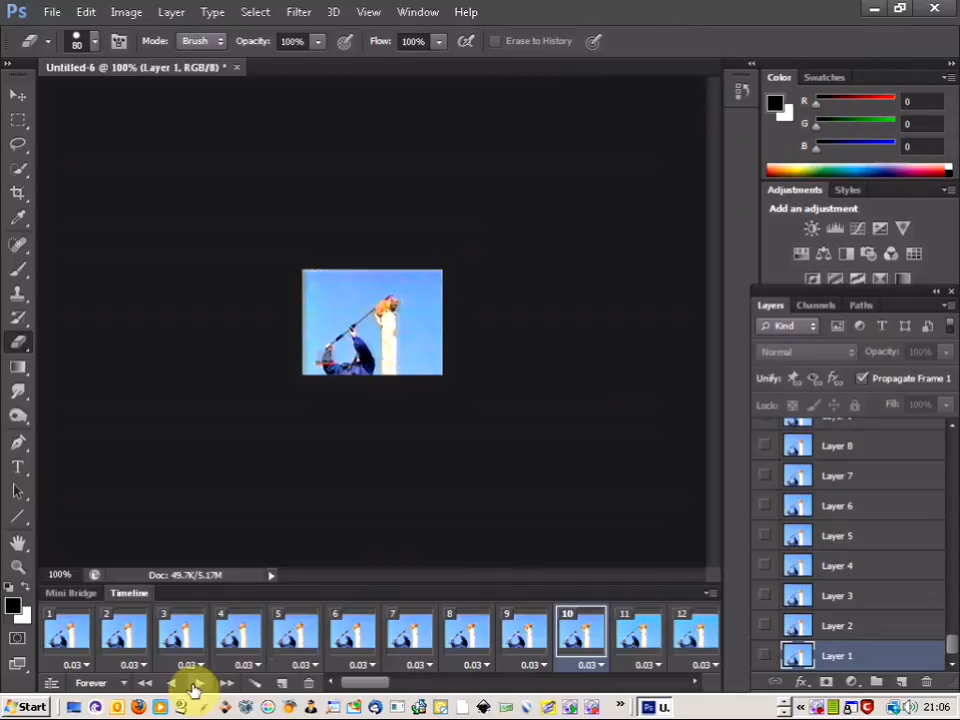 Ps File Edit Image Layer Type Select Filter 3D View Window Help
80 Mode: Brush Opacity: 100% Flow: 100% Erase to History
Untitled-6 @ 100% (Layer 1, RGB/8) * ×
Color Swatches
R 0
G 0
B 0
Adjustments Styles
Add an adjustment
Layers Channels Paths
Kind
Normal Opacity: 100%
Unify: Propagate Frame 1
Lock: Fill: 100%
Layer 8
Layer 7
Layer 6
Layer 5
Layer 4
Layer 3
Layer 2
Layer 1
100% Doc: 49.7K/5.17M
Mini Bridge Timeline
1 2 3 4 5 6 7 8 9 10 11 12
0.03 0.03 0.03 0.03 0.03 0.03 0.03 0.03 0.03 0.03 0.03 0.03
Forever
fx
Start » Ps U. « 21:06